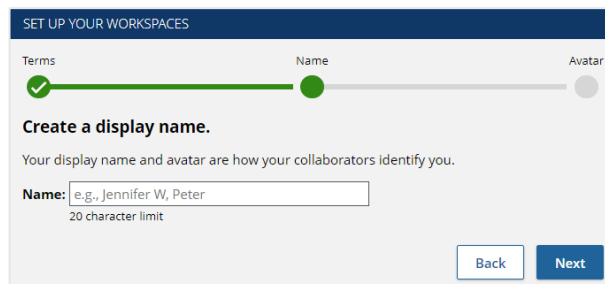 SET UP YOUR WORKSPACES
Terms Name Avatar
Create a display name.
Your display name and avatar are how your collaborators identify you.
Name: e.g., Jennifer W, Peter
20 character limit
Back Next